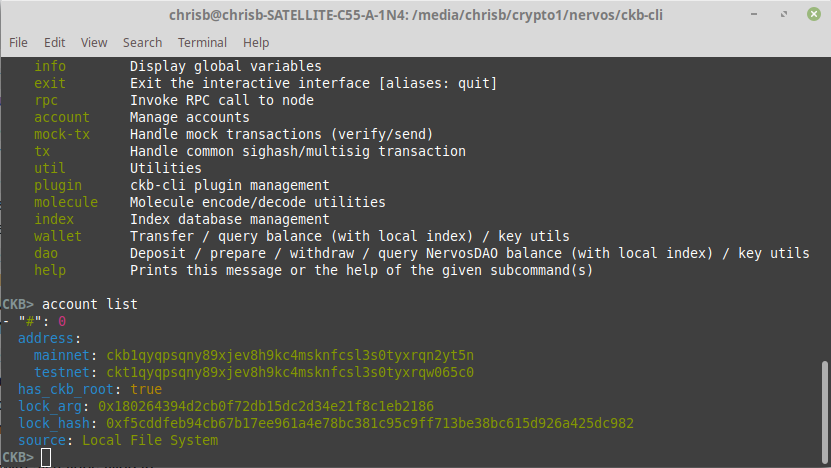 chrisb@chrisb-SATELLITE-C55-A-1N4: /media/chrisb/crypto1/nervos/ckb-cli
File Edit View Search Terminal Help
info Display global variables
exit Exit the interactive interface [aliases: quit]
rpc Invoke RPC call to node
account Manage accounts
mock-tx Handle mock transactions (verify/send)
tx Handle common sighash/multisig transaction
util Utilities
plugin ckb-cli plugin management
molecule Molecule encode/decode utilities
index Index database management
wallet Transfer / query balance (with local index) / key utils
dao Deposit / prepare / withdraw / query NervosDAO balance (with local index) / key utils
help Prints this message or the help of the given subcommand(s)
CKB> account list
- "#": 0
address:
mainnet: ckb1qyqpsqny89xjev8h9kc4msknfcsl3s0tyxrqn2yt5n
testnet: ckt1qyqpsqny89xjev8h9kc4msknfcsl3s0tyxrqw065c0
has_ckb_root: true
lock_arg: 0x180264394d2cb0f72db15dc2d34e21f8c1eb2186
lock_hash: 0xf5cddfeb94cb67b17ee961a4e78bc381c95c9ff713be38bc615d926a425dc982
source: Local File System
CKB>